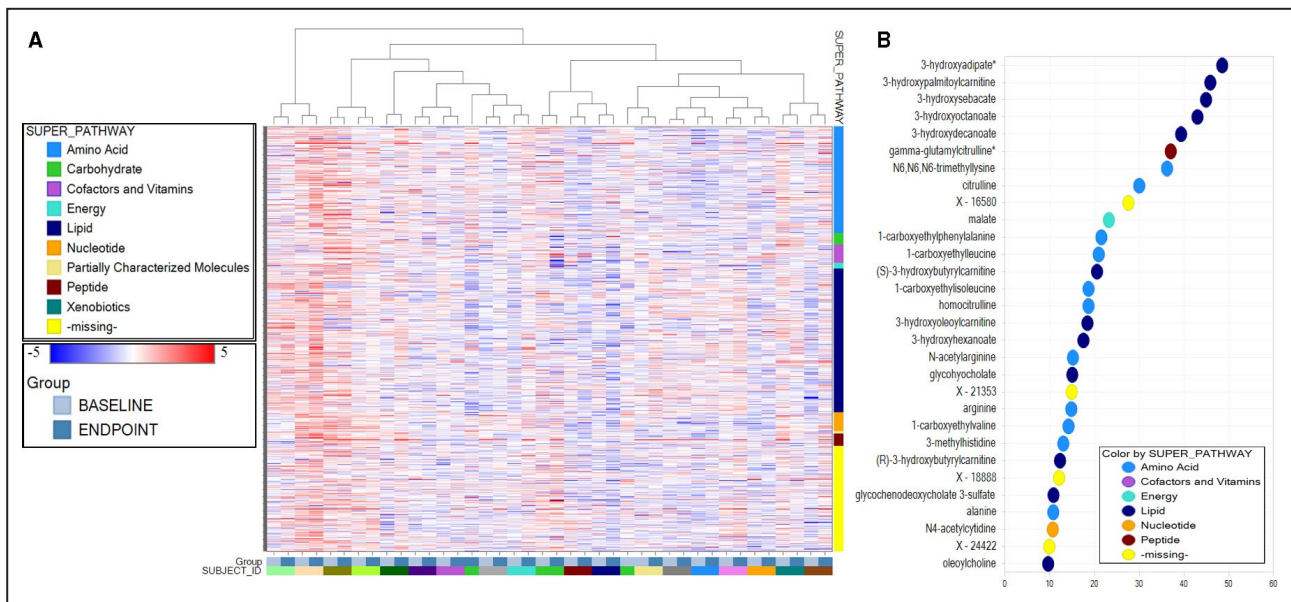 A
SUPER_PATHWAY
SUPER_PATHWAY
Amino Acid
Carbohydrate
Cofactors and Vitamins
Energy
Lipid
Nucleotide
Partially Characterized Molecules
Peptide
Xenobiotics
-missing-
-5
5
Group
BASELINE
ENDPOINT
Group
SUBJECT_ID
B
3-hydroxyadipate*
3-hydroxypalmitoylcarnitine
3-hydroxysebacate
3-hydroxyoctanoate
3-hydroxydecanoate
gamma-glutamylcitrulline*
N6,N6,N6-trimethyllysine
citrulline
X - 16580
malate
1-carboxyethylphenylalanine
1-carboxyethylleucine
(S)-3-hydroxybutyrylcarnitine
1-carboxyethylisoleucine
homocitrulline
3-hydroxyoleoylcarnitine
3-hydroxyhexanoate
N-acetylarginine
glycohyocholate
X - 21353
arginine
1-carboxyethylvaline
3-methylhistidine
(R)-3-hydroxybutyrylcarnitine
X - 18888
glycochenodeoxycholate 3-sulfate
alanine
N4-acetylcytidine
X - 24422
oleoylcholine
Color by SUPER_PATHWAY
Amino Acid
Cofactors and Vitamins
Energy
Lipid
Nucleotide
Peptide
-missing-
0 10 20 30 40 50 60